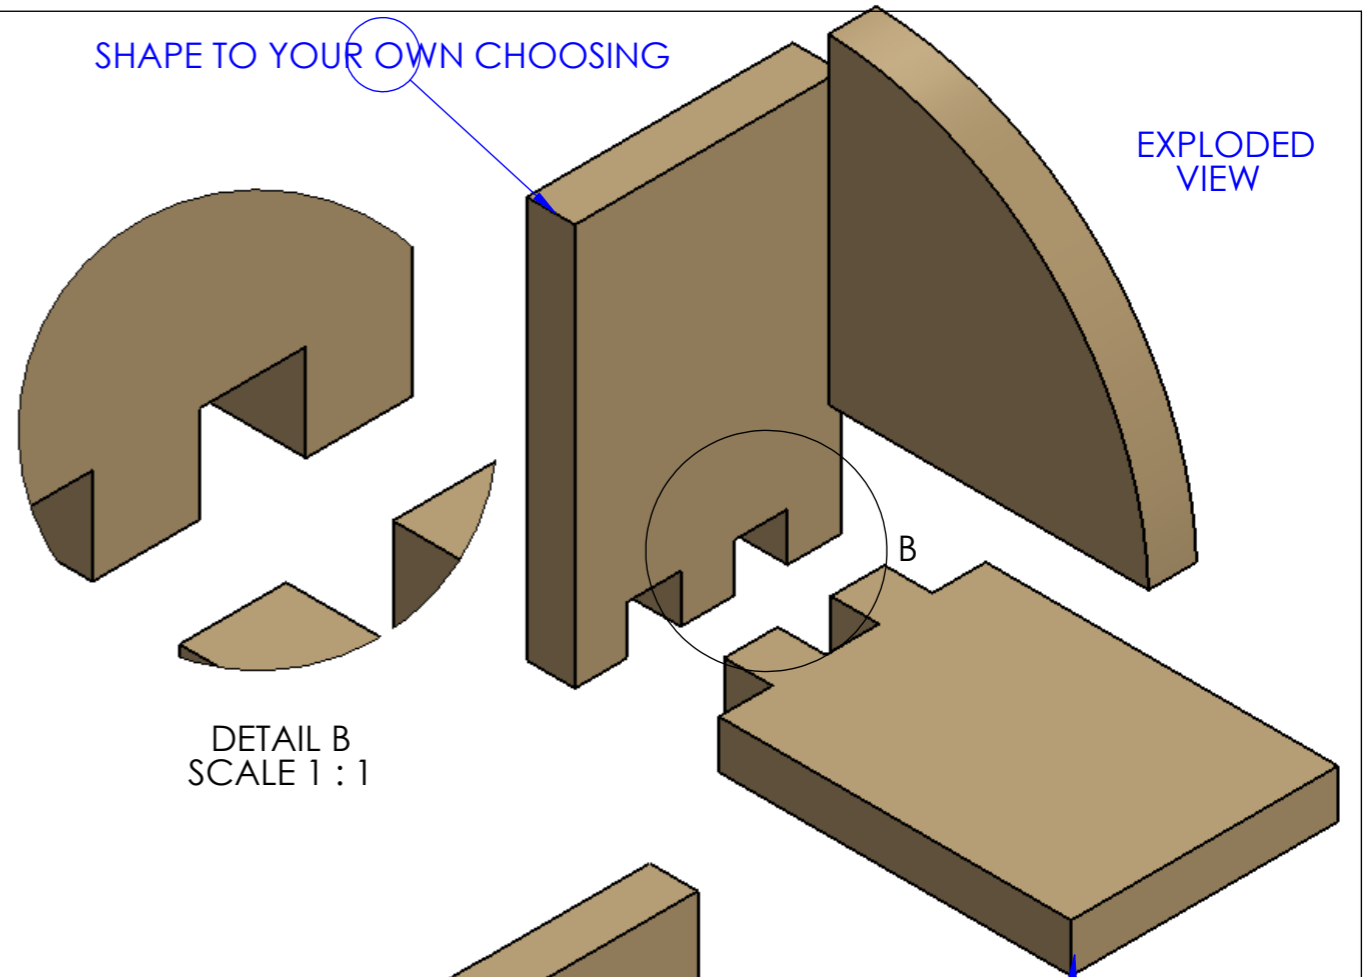 SHAPE TO YOUR OWN CHOOSING
EXPLODED
VIEW
B
DETAIL B
SCALE 1 : 1